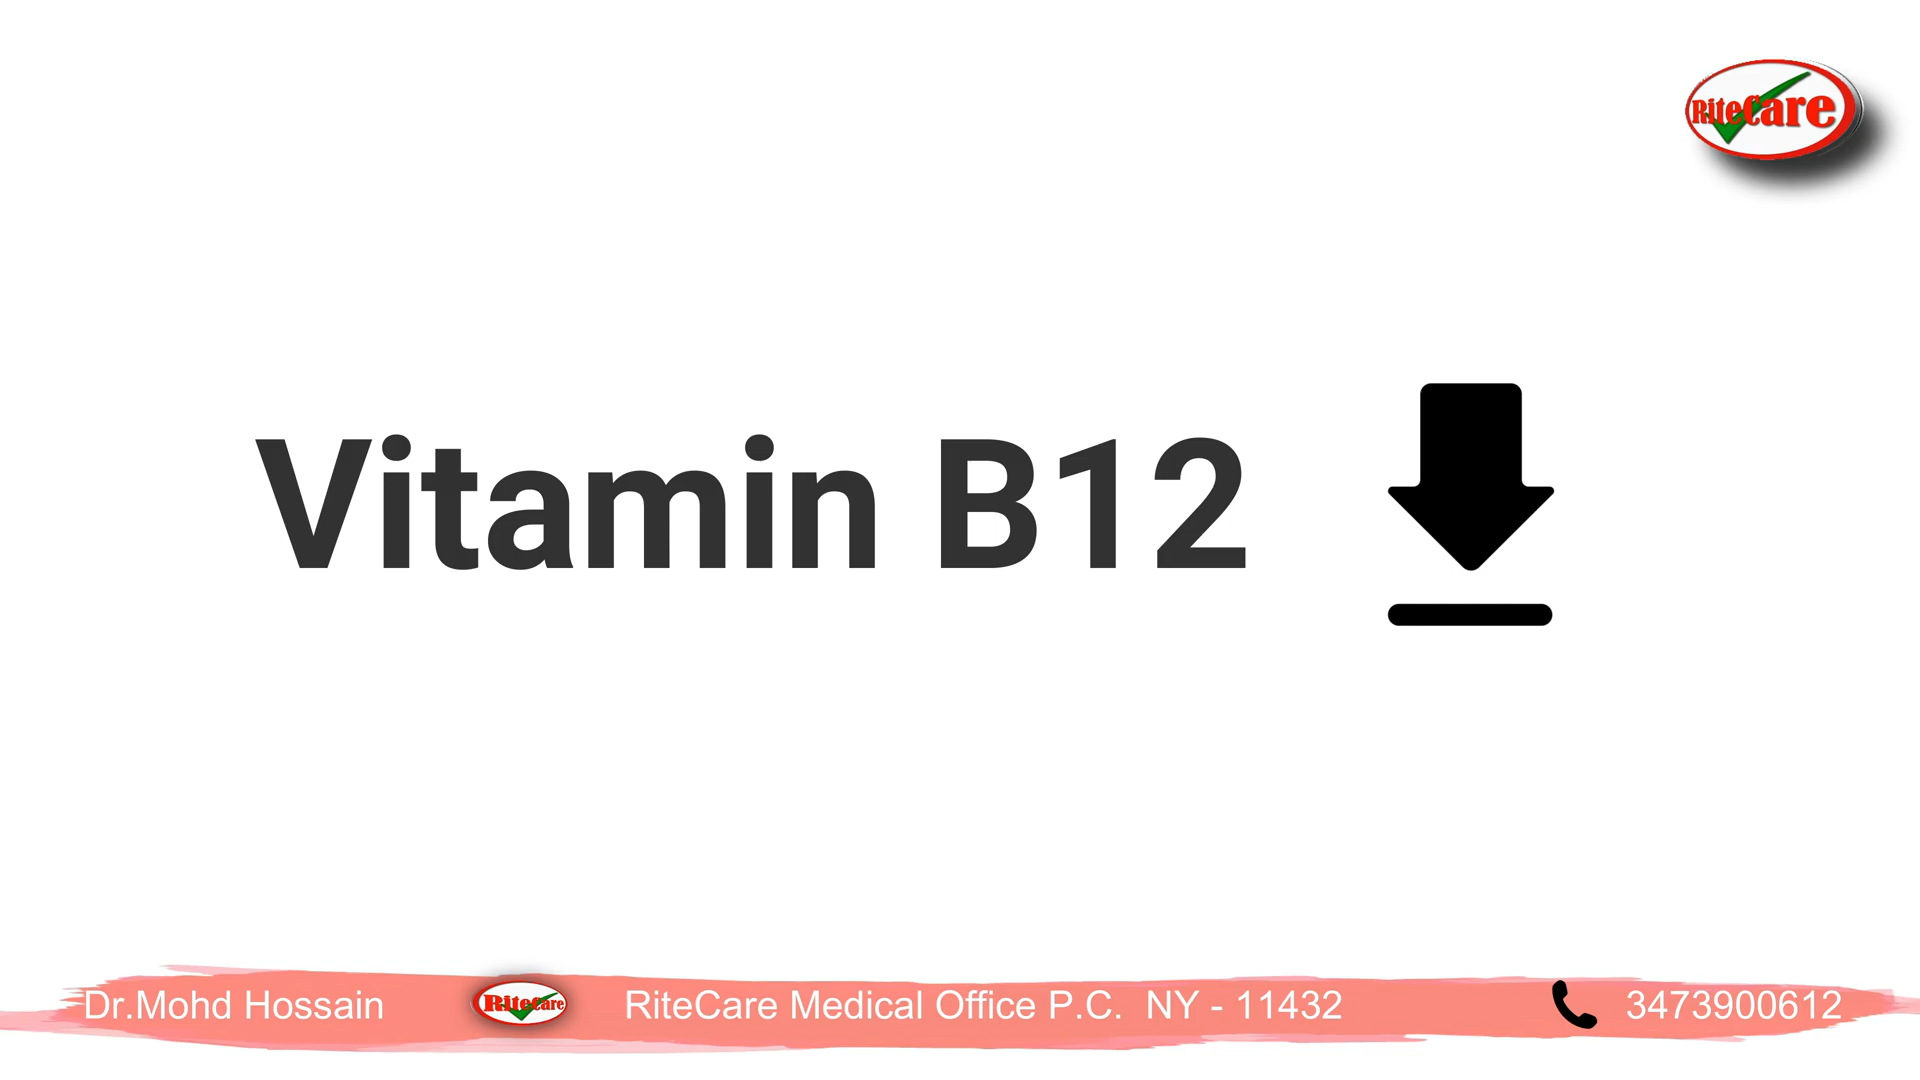 RiteCare
Vitamin B12
Dr.Mohd Hossain RiteCare RiteCare Medical Office P.C. NY - 11432 3473900612